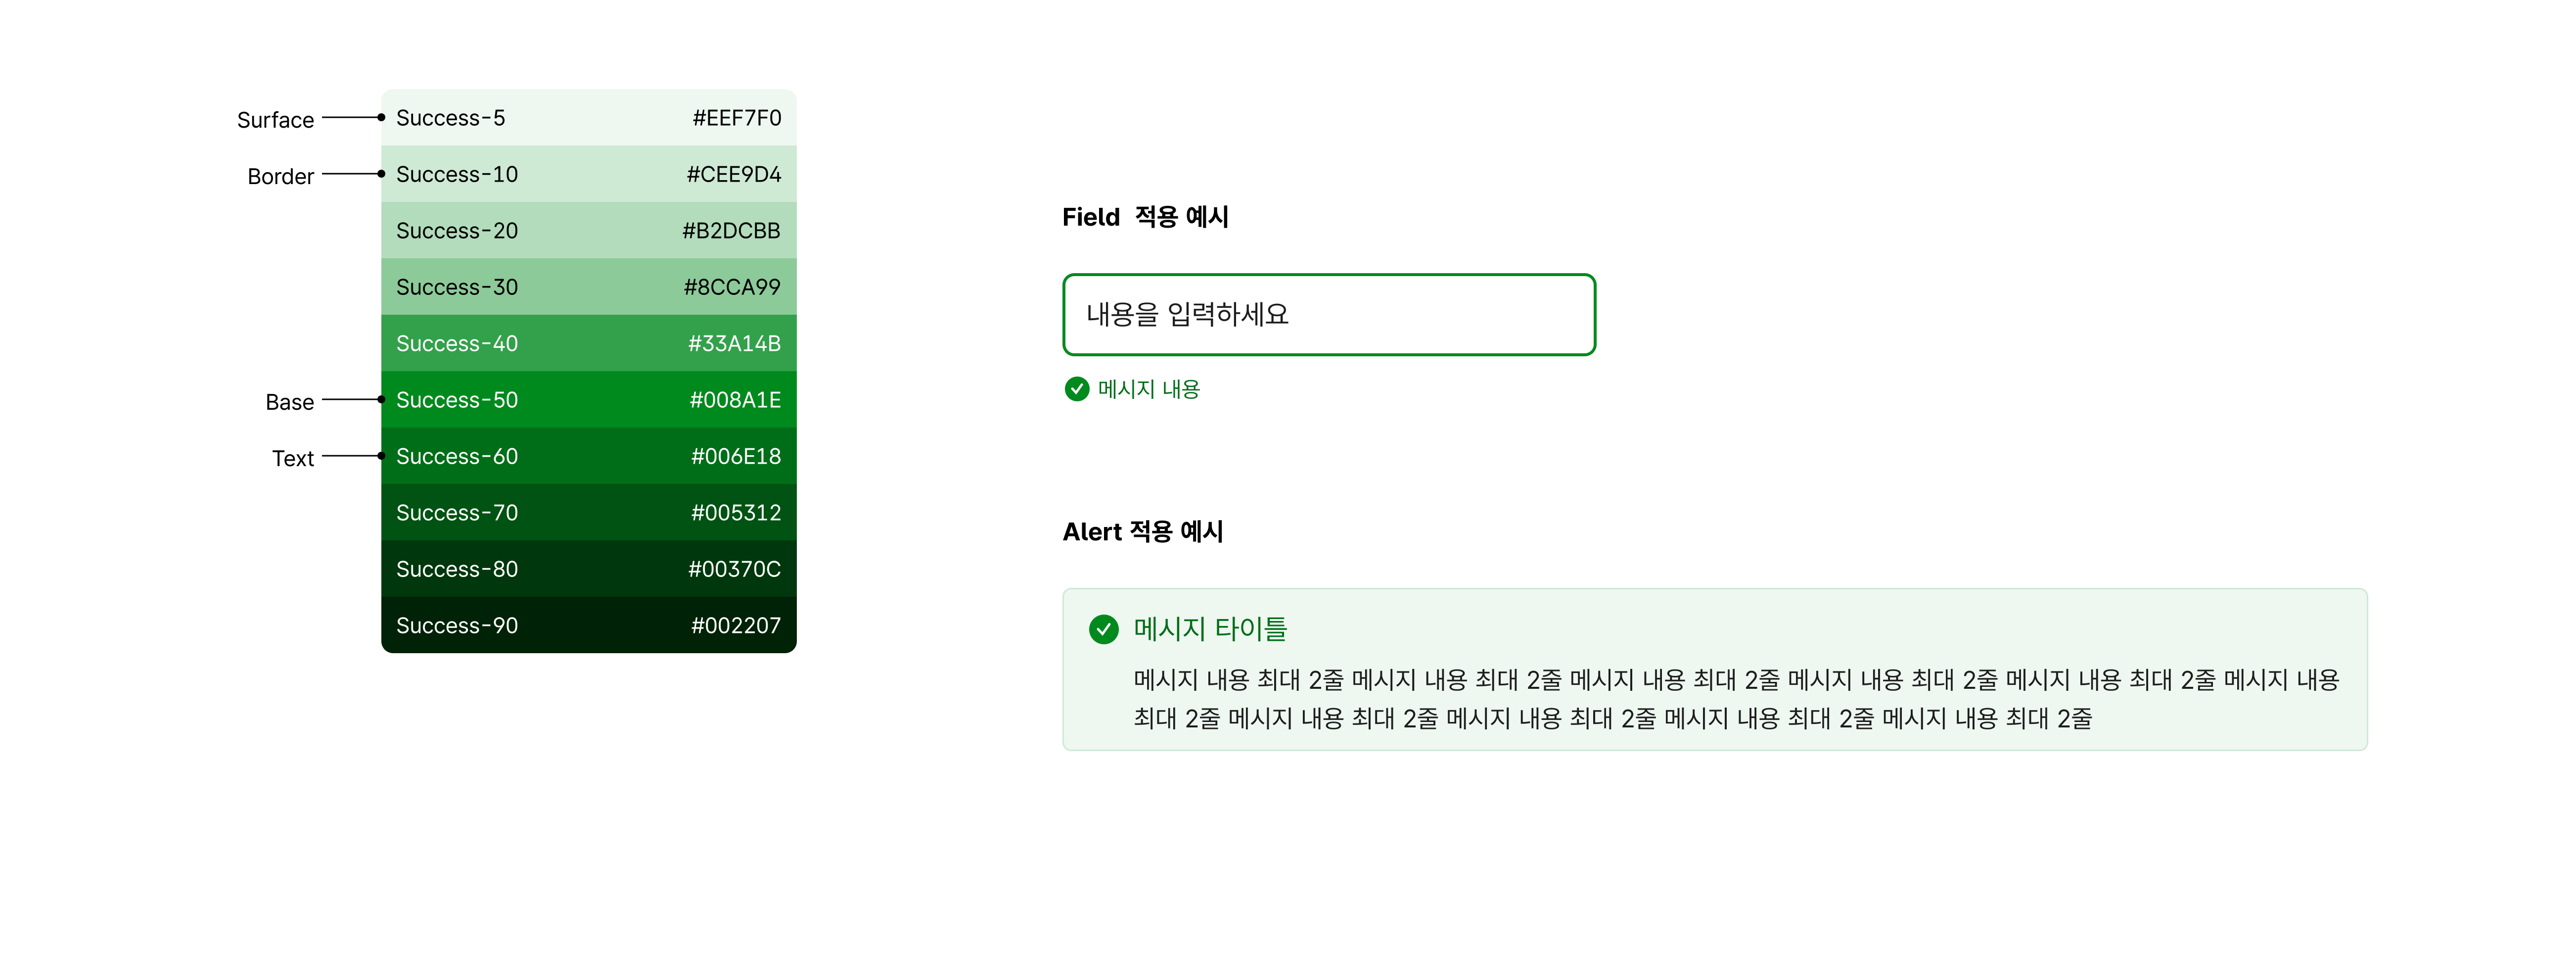 Surface
Success-5 #EEF7F0
Border
Success-10 #CEE9D4
Success-20 #B2DCBB
Success-30 #8CCA99
Success-40 #33A14B
Base
Success-50 #008A1E
Text
Success-60 #006E18
Success-70 #005312
Success-80 #00370C
Success-90 #002207
Field 적용 예시
내용을 입력하세요
메시지 내용
Alert 적용 예시
메시지 타이틀
메시지 내용 최대 2줄 메시지 내용 최대 2줄 메시지 내용 최대 2줄 메시지 내용 최대 2줄 메시지 내용 최대 2줄 메시지 내용
최대 2줄 메시지 내용 최대 2줄 메시지 내용 최대 2줄 메시지 내용 최대 2줄 메시지 내용 최대 2줄